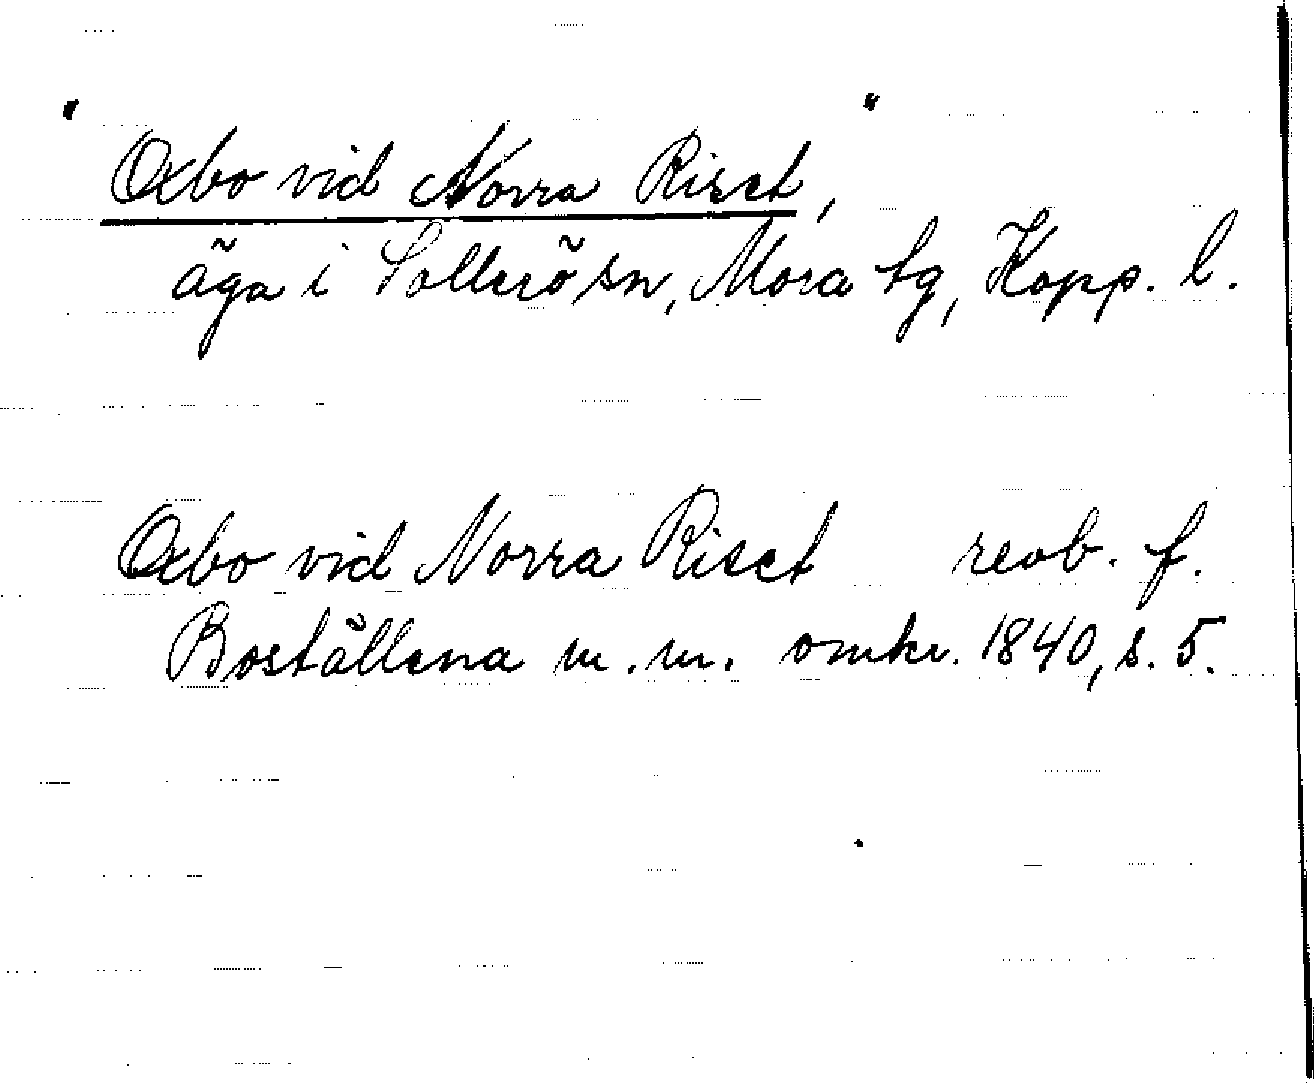 "Oxbo vid Norra Riset,"
äga i Sollerö sn, Mora tg, Kopp. l.
Oxbo vid Norra Riset reob. f.
Boställena m.m. omkr. 1840, s. 5.